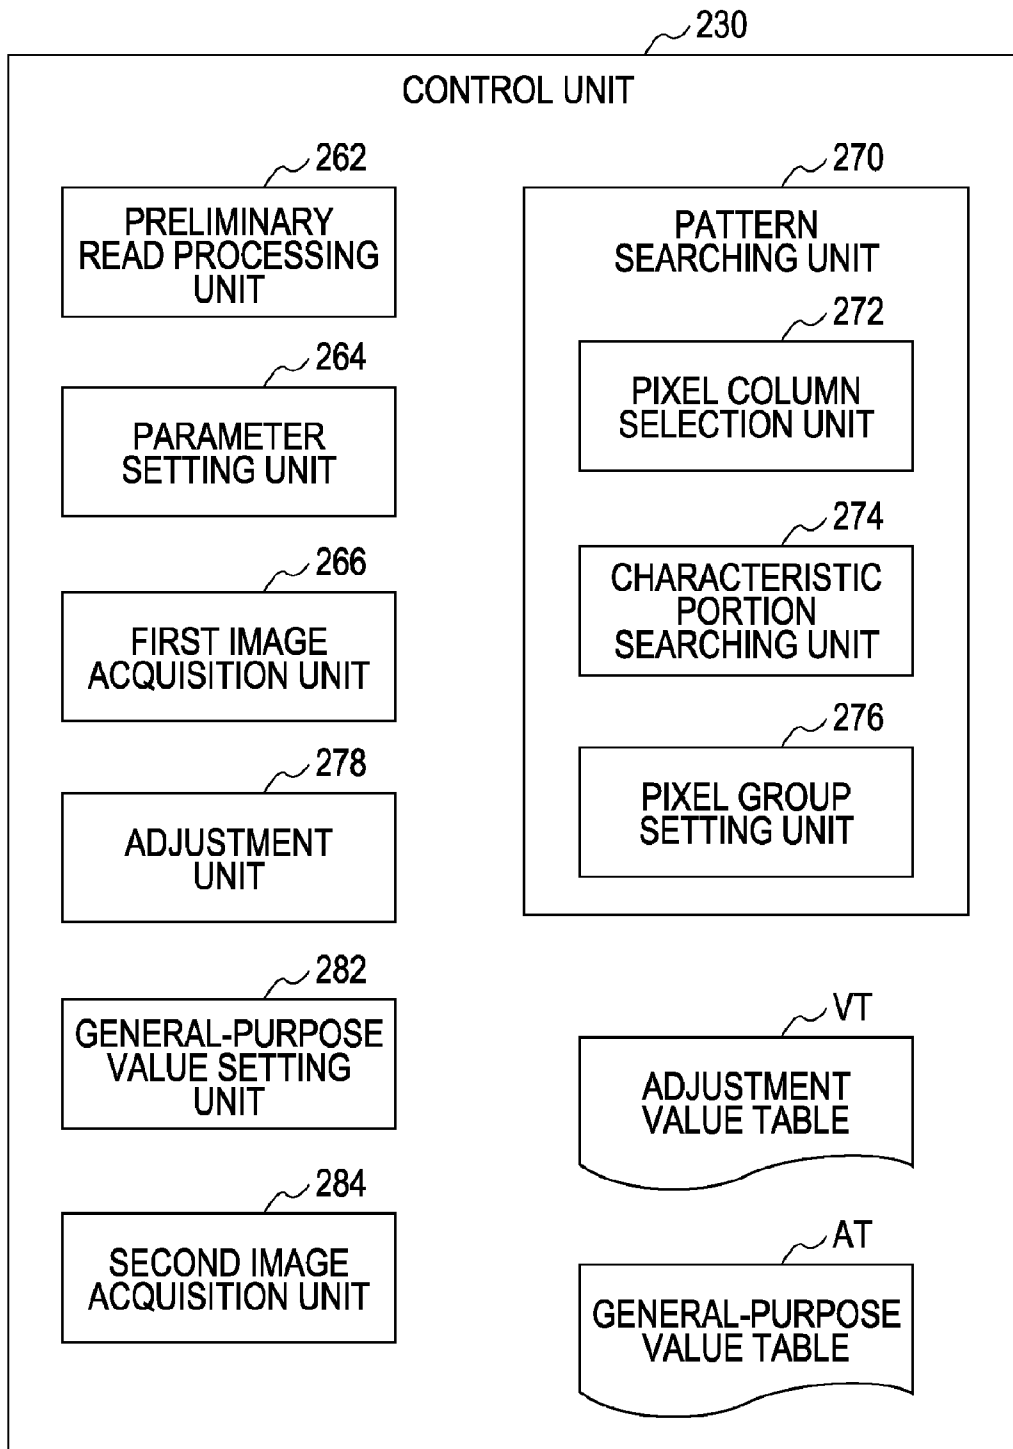 230
CONTROL UNIT
262
PRELIMINARY
READ PROCESSING
UNIT
264
PARAMETER
SETTING UNIT
266
FIRST IMAGE
ACQUISITION UNIT
278
ADJUSTMENT
UNIT
282
GENERAL-PURPOSE
VALUE SETTING
UNIT
284
SECOND IMAGE
ACQUISITION UNIT
270
PATTERN
SEARCHING UNIT
272
PIXEL COLUMN
SELECTION UNIT
274
CHARACTERISTIC
PORTION
SEARCHING UNIT
276
PIXEL GROUP
SETTING UNIT
VT
ADJUSTMENT
VALUE TABLE
AT
GENERAL-PURPOSE
VALUE TABLE